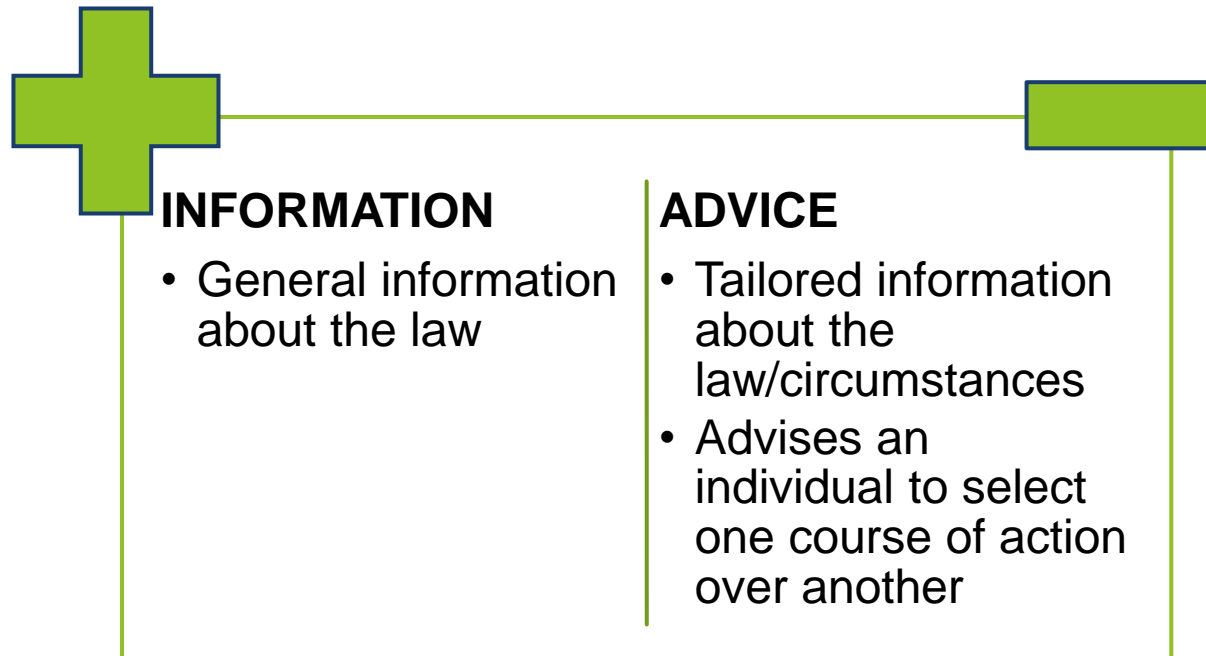 INFORMATION
• General information
about the law
ADVICE
• Tailored information
about the
law/circumstances
• Advises an
individual to select
one course of action
over another